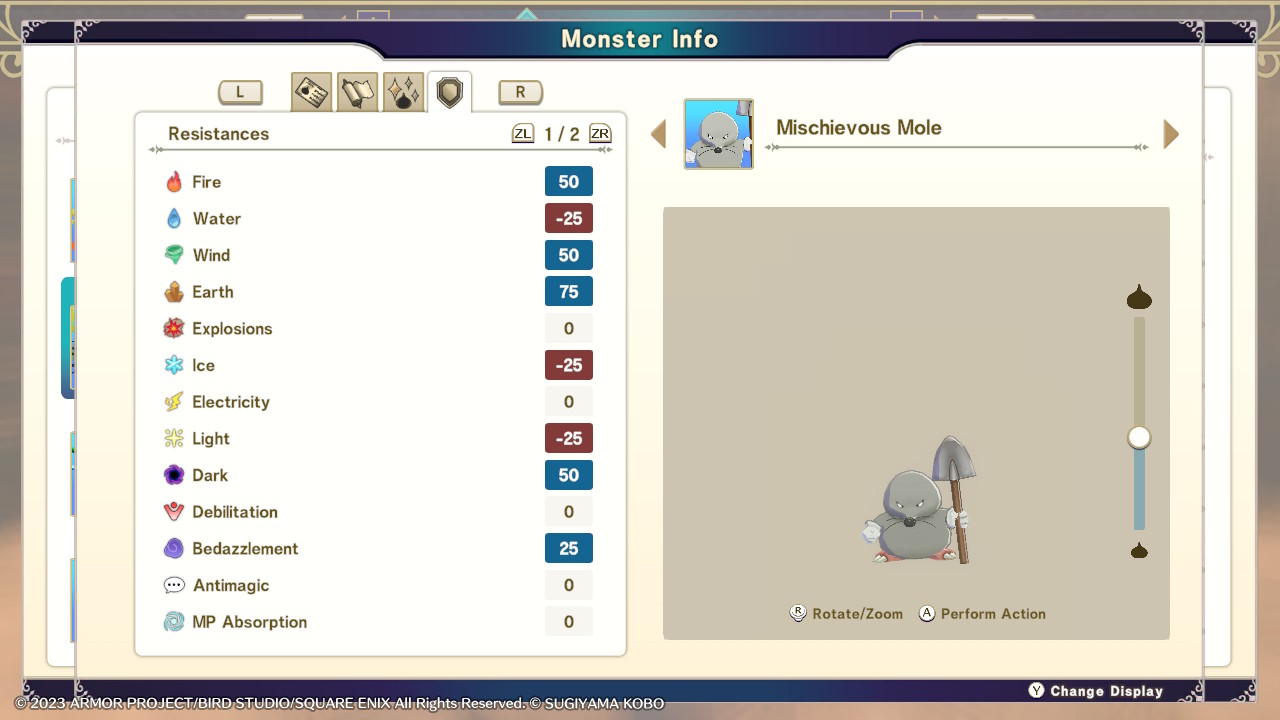 Monster Info
L
R
Resistances
ZL 1 / 2 ZR
Fire 50
Water -25
Wind 50
Earth 75
Explosions 0
Ice -25
Electricity 0
Light -25
Dark 50
Debilitation 0
Bedazzlement 25
Antimagic 0
MP Absorption 0
Mischievous Mole
R Rotate/Zoom A Perform Action
Y Change Display
© 2023 ARMOR PROJECT/BIRD STUDIO/SQUARE ENIX All Rights Reserved. © SUGIYAMA KOBO